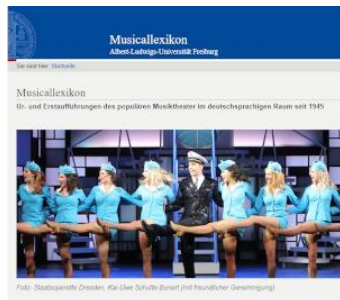 Musicallexikon
Albert-Ludwigs-Universität Freiburg
Sie sind hier: Startseite
Musicallexikon
Ur- und Erstaufführungen des populären Musiktheater im deutschsprachigen Raum seit 1945
Foto: Staatsoperette Dresden, Kai-Uwe Schulte-Bunert (mit freundlicher Genehmigung)